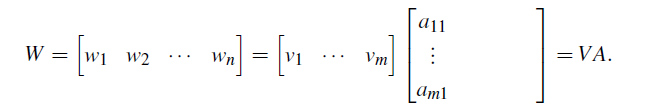 W = [w₁ w₂ ⋯ wₙ] = [v₁ ⋯ vₘ] [a₁₁ ⋮ aₘ₁] = VA.